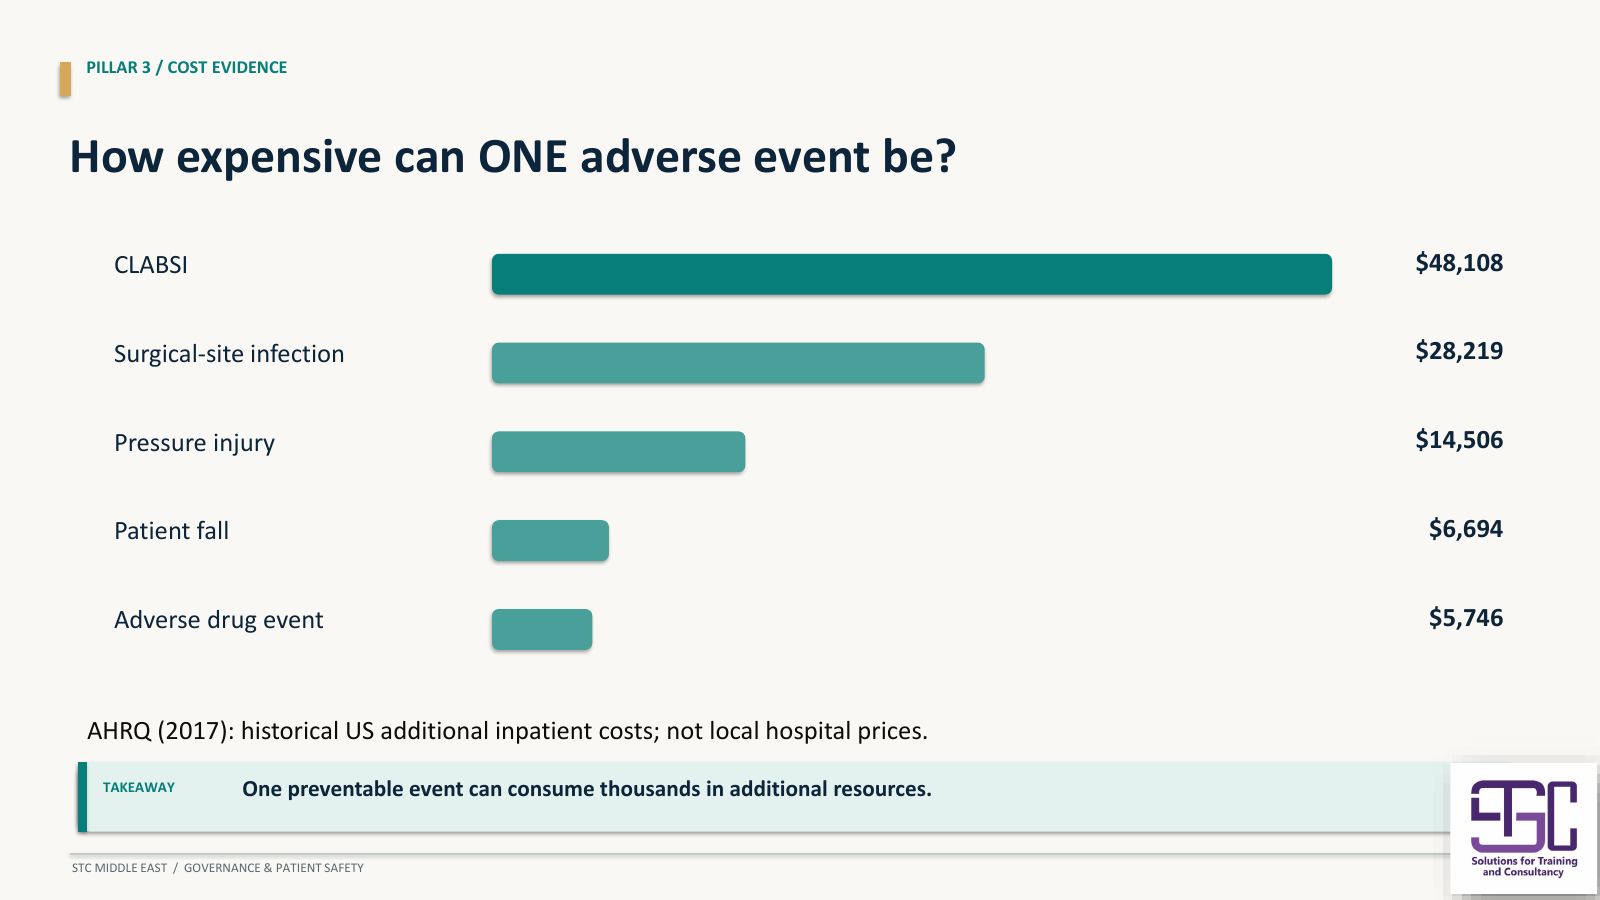 PILLAR 3 / COST EVIDENCE
How expensive can ONE adverse event be?
CLABSI $48,108
Surgical-site infection $28,219
Pressure injury $14,506
Patient fall $6,694
Adverse drug event $5,746
AHRQ (2017): historical US additional inpatient costs; not local hospital prices.
TAKEAWAY One preventable event can consume thousands in additional resources.
STC MIDDLE EAST / GOVERNANCE & PATIENT SAFETY
STC
Solutions for Training
and Consultancy